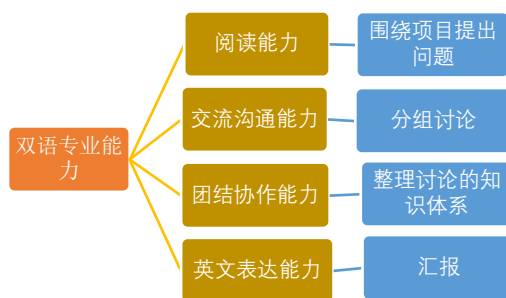 双语专业能
力
阅读能力
围绕项目提出
问题
交流沟通能力
分组讨论
团结协作能力
整理讨论的知
识体系
英文表达能力
汇报